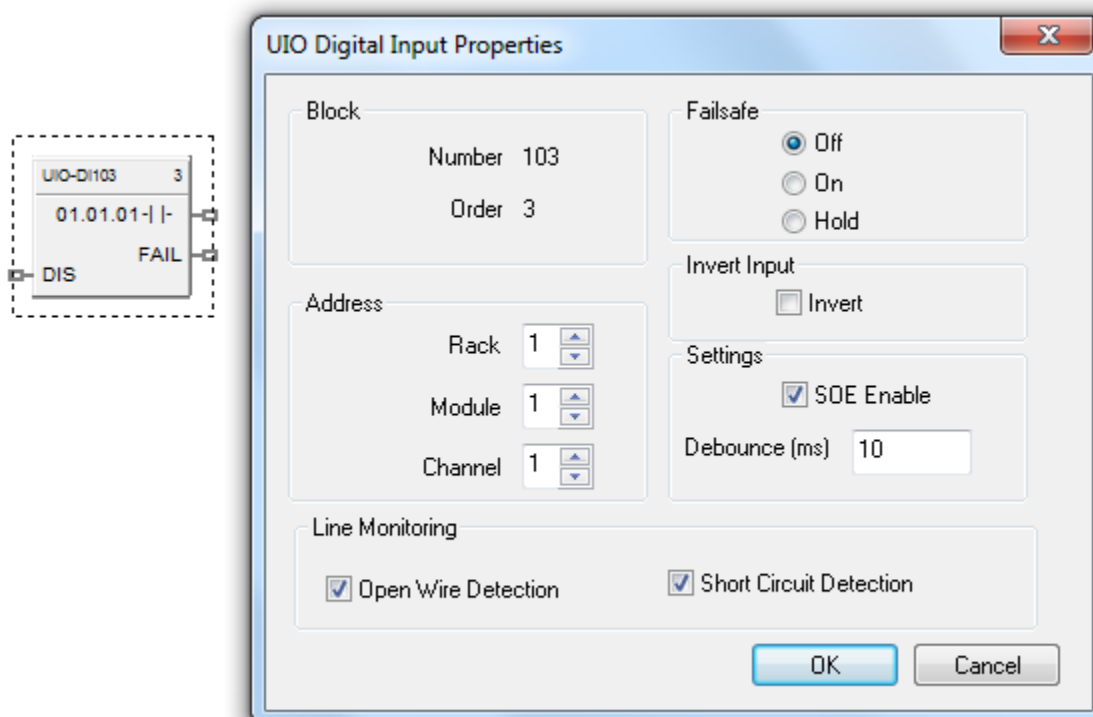 UIO-DI103 3
01.01.01-| |-
FAIL
DIS
UIO Digital Input Properties
Block
Number 103
Order 3
Address
Rack 1
Module 1
Channel 1
Failsafe
Off
On
Hold
Invert Input
Invert
Settings
SOE Enable
Debounce (ms) 10
Line Monitoring
Open Wire Detection
Short Circuit Detection
OK
Cancel